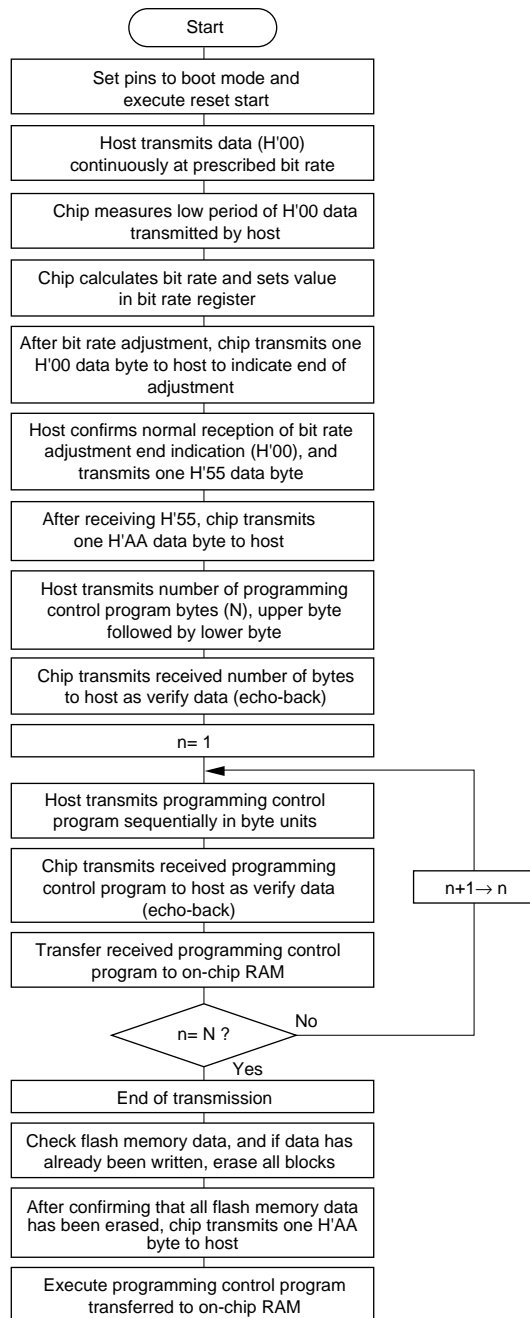 Start
Set pins to boot mode and
execute reset start
Host transmits data (H'00)
continuously at prescribed bit rate
Chip measures low period of H'00 data
transmitted by host
Chip calculates bit rate and sets value
in bit rate register
After bit rate adjustment, chip transmits one
H'00 data byte to host to indicate end of
adjustment
Host confirms normal reception of bit rate
adjustment end indication (H'00), and
transmits one H'55 data byte
After receiving H'55, chip transmits
one H'AA data byte to host
Host transmits number of programming
control program bytes (N), upper byte
followed by lower byte
Chip transmits received number of bytes
to host as verify data (echo-back)
n= 1
Host transmits programming control
program sequentially in byte units
Chip transmits received programming
control program to host as verify data
(echo-back)
n+1→ n
Transfer received programming control
program to on-chip RAM
n= N ?
No
Yes
End of transmission
Check flash memory data, and if data has
already been written, erase all blocks
After confirming that all flash memory data
has been erased, chip transmits one H'AA
byte to host
Execute programming control program
transferred to on-chip RAM